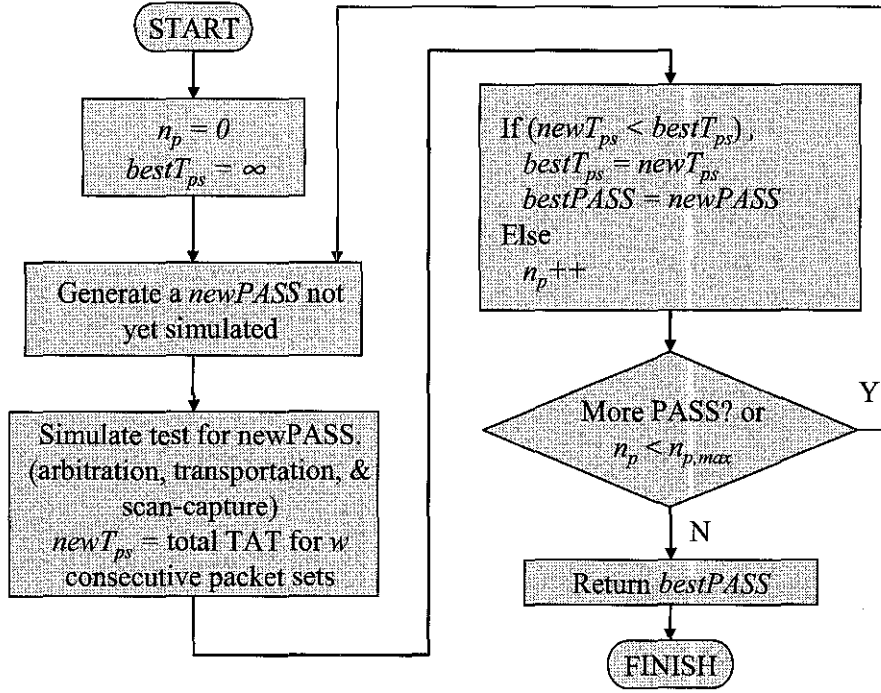 START
n_p = 0
bestT_ps = ∞
Generate a newPASS not
yet simulated
Simulate test for newPASS.
(arbitration, transportation, &
scan-capture)
newT_ps = total TAT for w
consecutive packet sets
If (newT_ps < bestT_ps),
bestT_ps = newT_ps
bestPASS = newPASS
Else
n_p++
More PASS? or
n_p < n_p,max
Y
N
Return bestPASS
FINISH